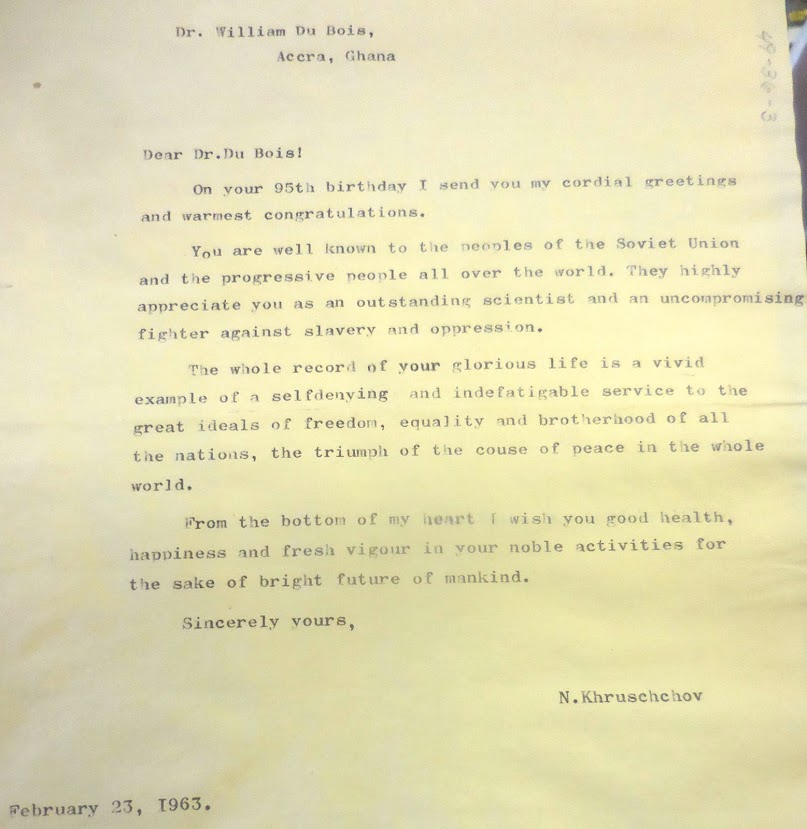 Dr. William Du Bois,
Accra, Ghana
49-36-3
Dear Dr.Du Bois!
On your 95th birthday I send you my cordial greetings
and warmest congratulations.
You are well known to the peoples of the Soviet Union
and the progressive people all over the world. They highly
appreciate you as an outstanding scientist and an uncompromising
fighter against slavery and oppression.
The whole record of your glorious life is a vivid
example of a selfdenying and indefatigable service to the
great ideals of freedom, equality and brotherhood of all
the nations, the triumph of the couse of peace in the whole
world.
From the bottom of my heart I wish you good health,
happiness and fresh vigour in your noble activities for
the sake of bright future of mankind.
Sincerely yours,
N.Khruschchov
February 23, I963.